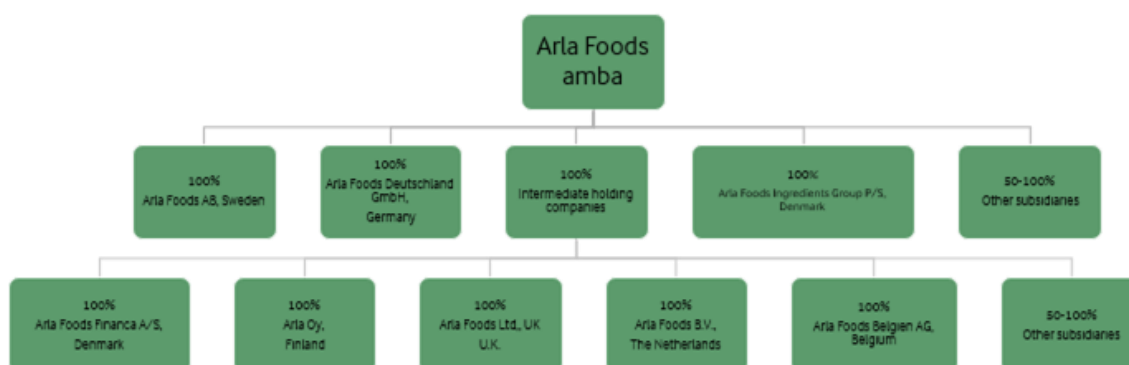 Arla Foods
amba
100%
Arla Foods AB, Sweden
100%
Arla Foods Deutschland
GmbH,
Germany
100%
Intermediate holding
companies
100%
Arla Foods Ingredients Group P/S,
Denmark
50-100%
Other subsidiaries
100%
Arla Foods Financa A/S,
Denmark
100%
Arla Oy,
Finland
100%
Arla Foods Ltd., UK
U.K.
100%
Arla Foods B.V.,
The Netherlands
100%
Arla Foods Belgien AG,
Belgium
50-100%
Other subsidiaries